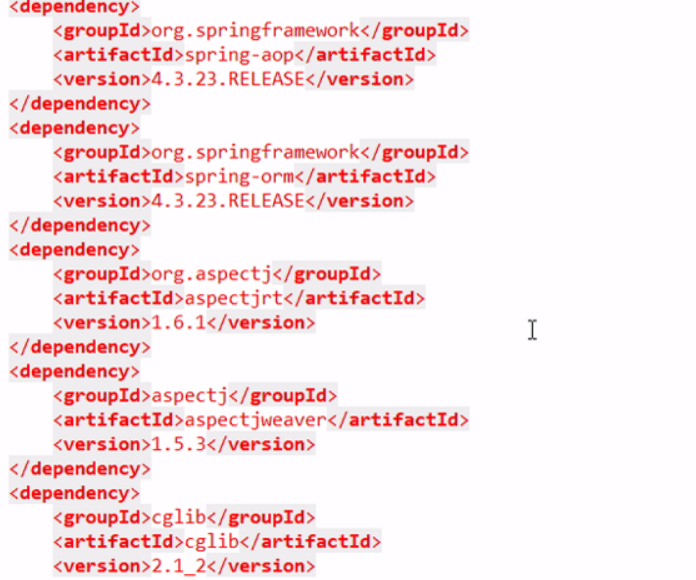 <dependency>
<groupId>org.springframework</groupId>
<artifactId>spring-aop</artifactId>
<version>4.3.23.RELEASE</version>
</dependency>
<dependency>
<groupId>org.springframework</groupId>
<artifactId>spring-orm</artifactId>
<version>4.3.23.RELEASE</version>
</dependency>
<dependency>
<groupId>org.aspectj</groupId>
<artifactId>aspectjrt</artifactId>
<version>1.6.1</version>
</dependency>
<dependency>
<groupId>aspectj</groupId>
<artifactId>aspectjweaver</artifactId>
<version>1.5.3</version>
</dependency>
<dependency>
<groupId>cglib</groupId>
<artifactId>cglib</artifactId>
<version>2.1_2</version>